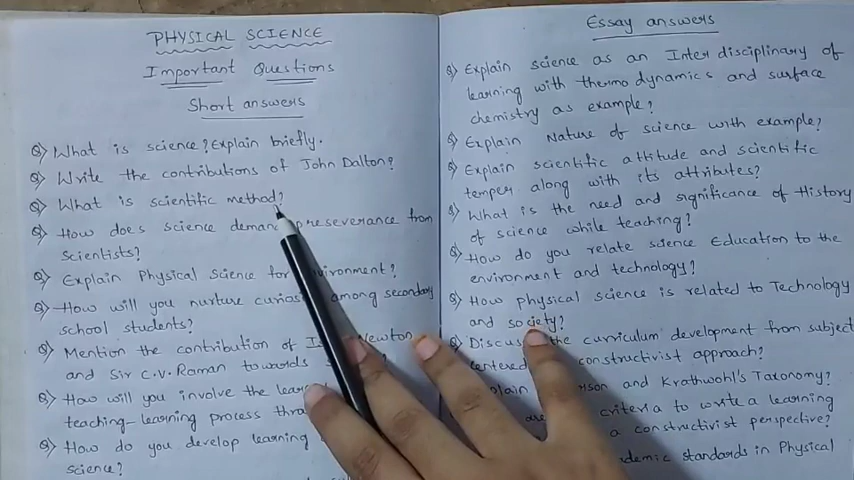 PHYSICAL SCIENCE
Important Questions
Short answers
Q) What is science? Explain briefly.
Q) Write the contributions of John Dalton?
Q) What is scientific method?
Q) How does science demand preseverance from
scientists?
Q) Explain Physical science for environment?
Q) How will you nurture curios among secondary
school students?
Q) Mention the contribution of Newton
and Sir C.V. Raman towards
Q) How will you involve the
teaching-learning process
Q) How do you develop learning
science?
Essay answers
Q) Explain science as an Inter disciplinary of
learning with thermodynamics and surface
chemistry as example?
Q) Explain Nature of science with example?
Q) Explain scientific attitude and scientific
temper along with its attributes?
Q) What is the need and significance of History
of science while teaching?
Q) How do you relate science Education to the
environment and technology?
Q) How physical science is related to Technology
and society?
Q) Discuss the curriculum development from subject
centered constructivist approach?
and Krathwohl's Taxonomy?
criteria to write a learning
a constructivist perspective?
standards in Physical